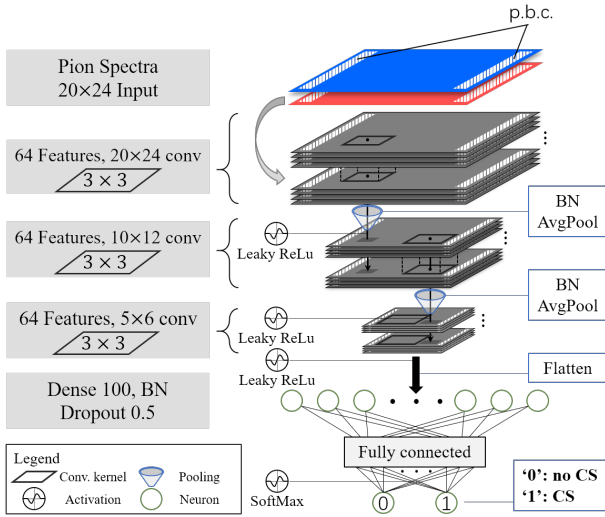 p.b.c.
Pion Spectra
20×24 Input
64 Features, 20×24 conv
3 × 3
BN
AvgPool
64 Features, 10×12 conv
3 × 3
Leaky ReLu
BN
AvgPool
64 Features, 5×6 conv
3 × 3
Leaky ReLu
Leaky ReLu
Flatten
Dense 100, BN
Dropout 0.5
Fully connected
Legend
Conv. kernel
Pooling
Activation
Neuron
SoftMax
0
1
‘0’: no CS
‘1’: CS